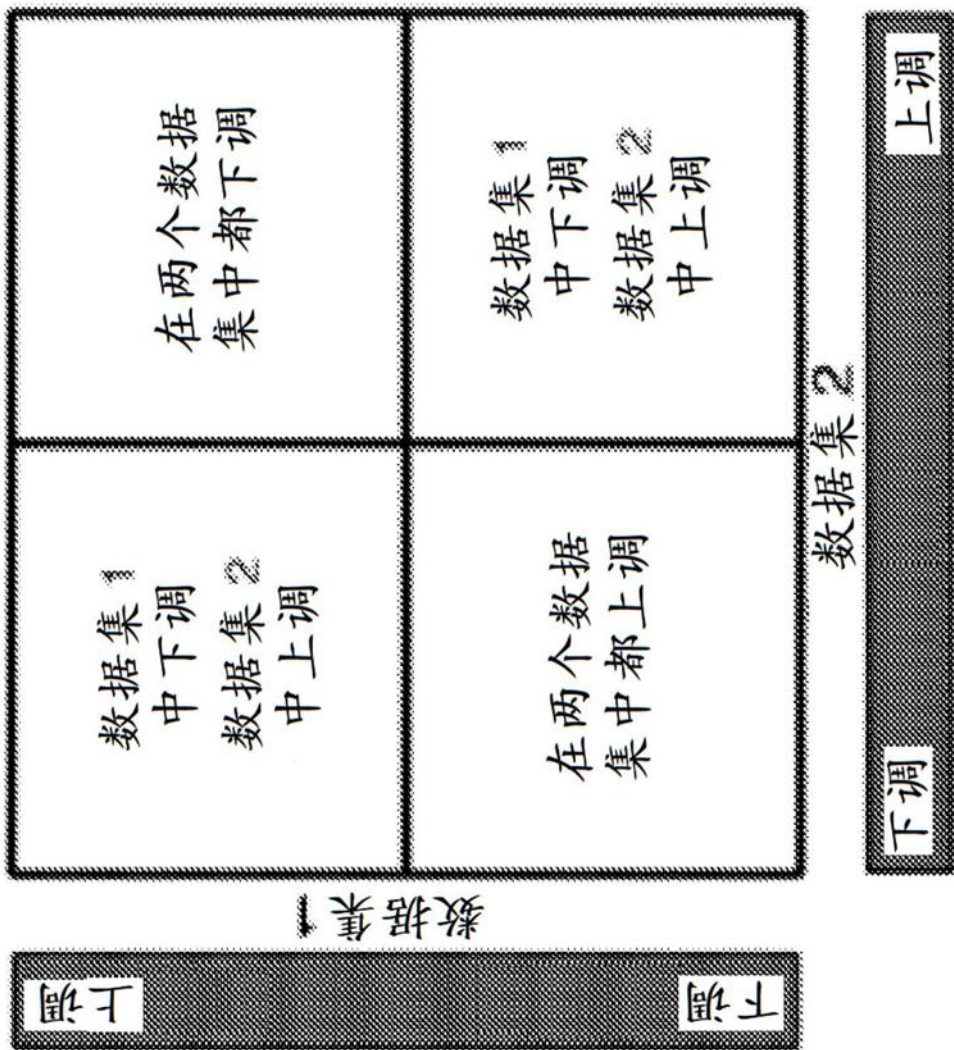 数据集 1
中下调
数据集 2
中上调
在两个数据
集中都下调
在两个数据
集中都上调
数据集 1
中下调
数据集 2
中上调
数据集1
上调
下调
数据集 2
下调
上调